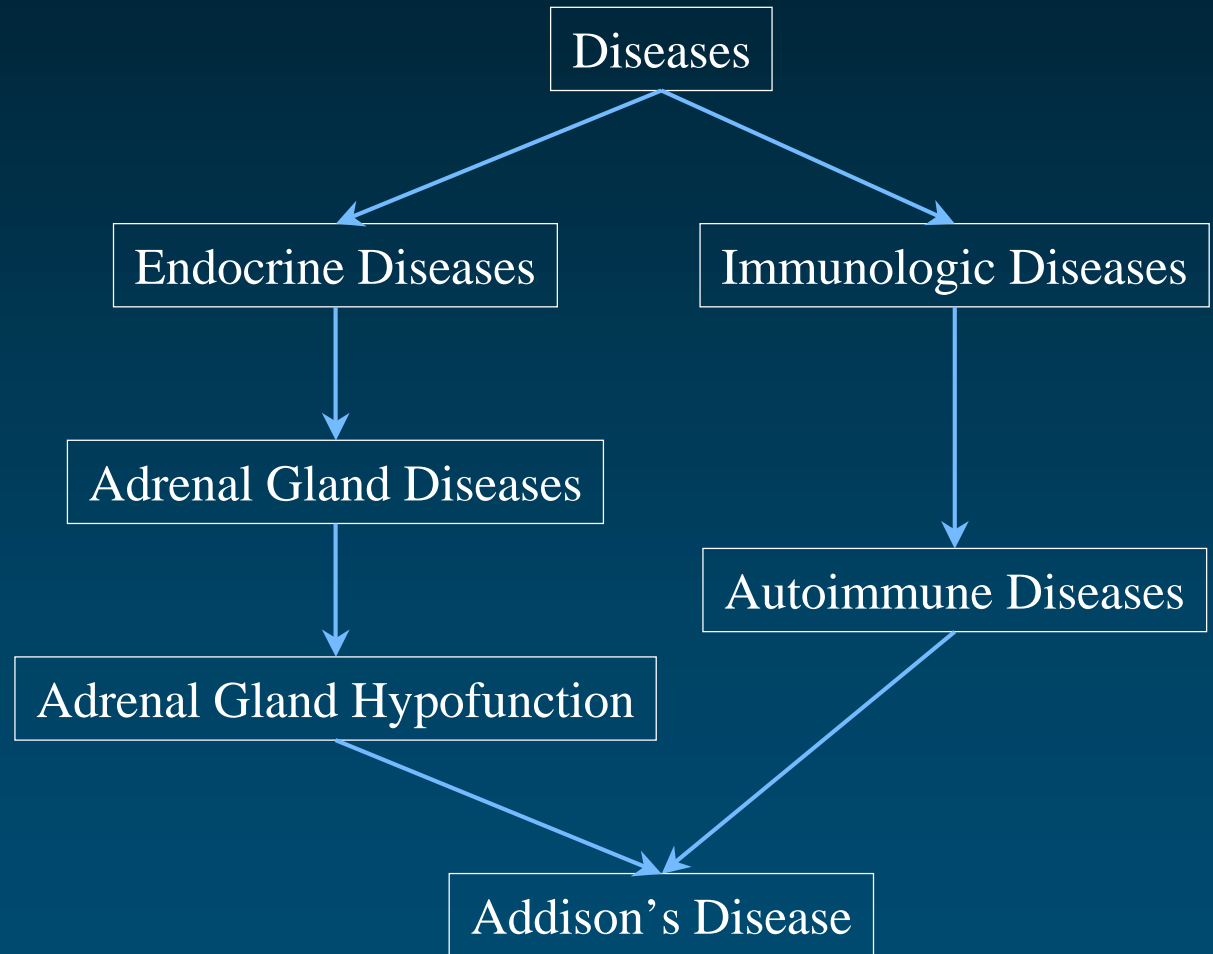 Diseases
Endocrine Diseases
Immunologic Diseases
Adrenal Gland Diseases
Autoimmune Diseases
Adrenal Gland Hypofunction
Addison’s Disease